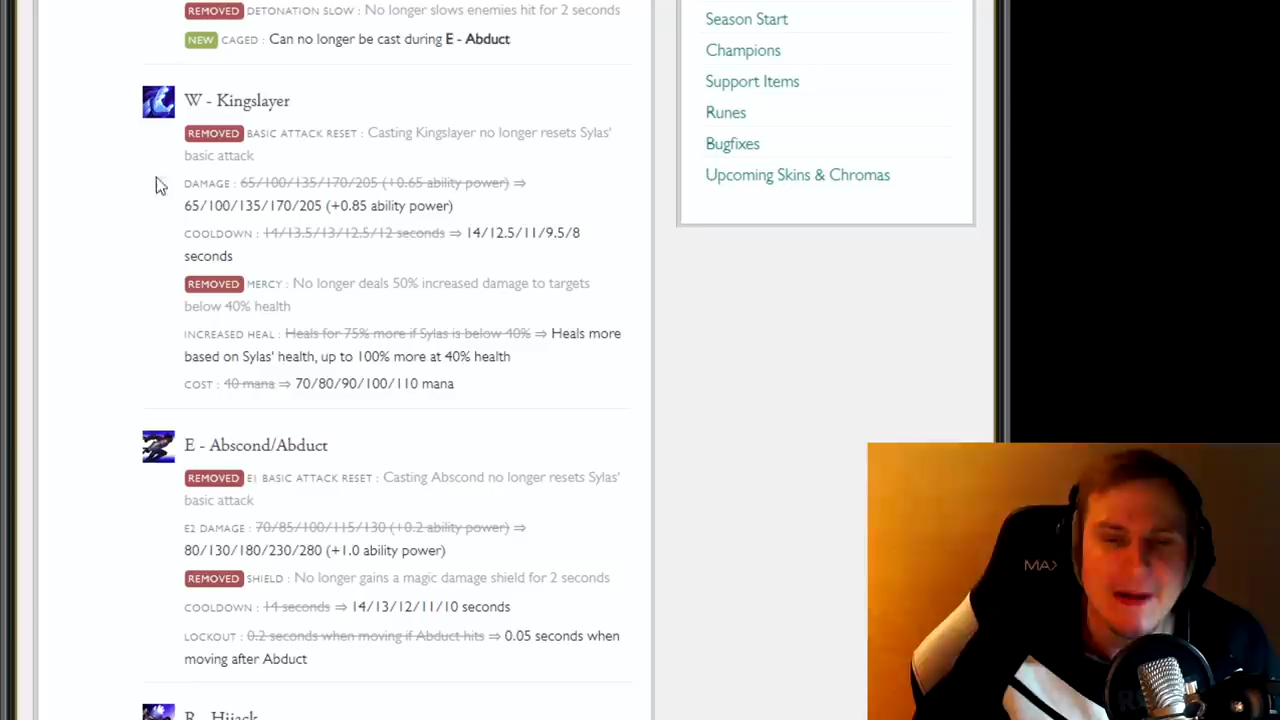 REMOVED DETONATION SLOW : No longer slows enemies hit for 2 seconds
NEW CAGED : Can no longer be cast during E - Abduct
W - Kingslayer
REMOVED BASIC ATTACK RESET : Casting Kingslayer no longer resets Sylas'
basic attack
DAMAGE : 65/100/135/170/205 (+0.65 ability power) ⇒
65/100/135/170/205 (+0.85 ability power)
COOLDOWN : 14/13.5/13/12.5/12 seconds ⇒ 14/12.5/11/9.5/8
seconds
REMOVED MERCY : No longer deals 50% increased damage to targets
below 40% health
INCREASED HEAL : Heals for 75% more if Sylas is below 40% ⇒ Heals more
based on Sylas' health, up to 100% more at 40% health
COST : 40 mana ⇒ 70/80/90/100/110 mana
E - Abscond/Abduct
REMOVED E1 BASIC ATTACK RESET : Casting Abscond no longer resets Sylas'
basic attack
E2 DAMAGE : 70/85/100/115/130 (+0.2 ability power) ⇒
80/130/180/230/280 (+1.0 ability power)
REMOVED SHIELD : No longer gains a magic damage shield for 2 seconds
COOLDOWN : 14 seconds ⇒ 14/13/12/11/10 seconds
LOCKOUT : 0.2 seconds when moving if Abduct hits ⇒ 0.05 seconds when
moving after Abduct
R - Hijack
Season Start
Champions
Support Items
Runes
Bugfixes
Upcoming Skins & Chromas
MAX